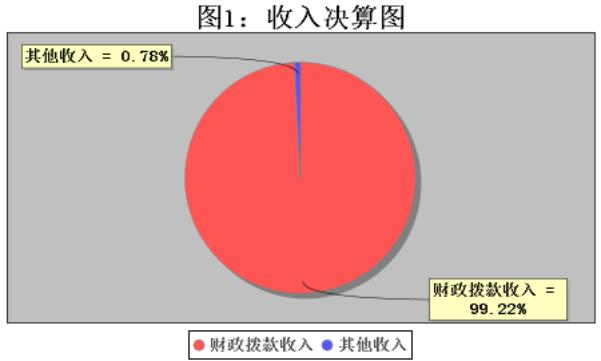 图1：收入决算图
其他收入 = 0.78%
财政拨款收入 =
99.22%
财政拨款收入 其他收入